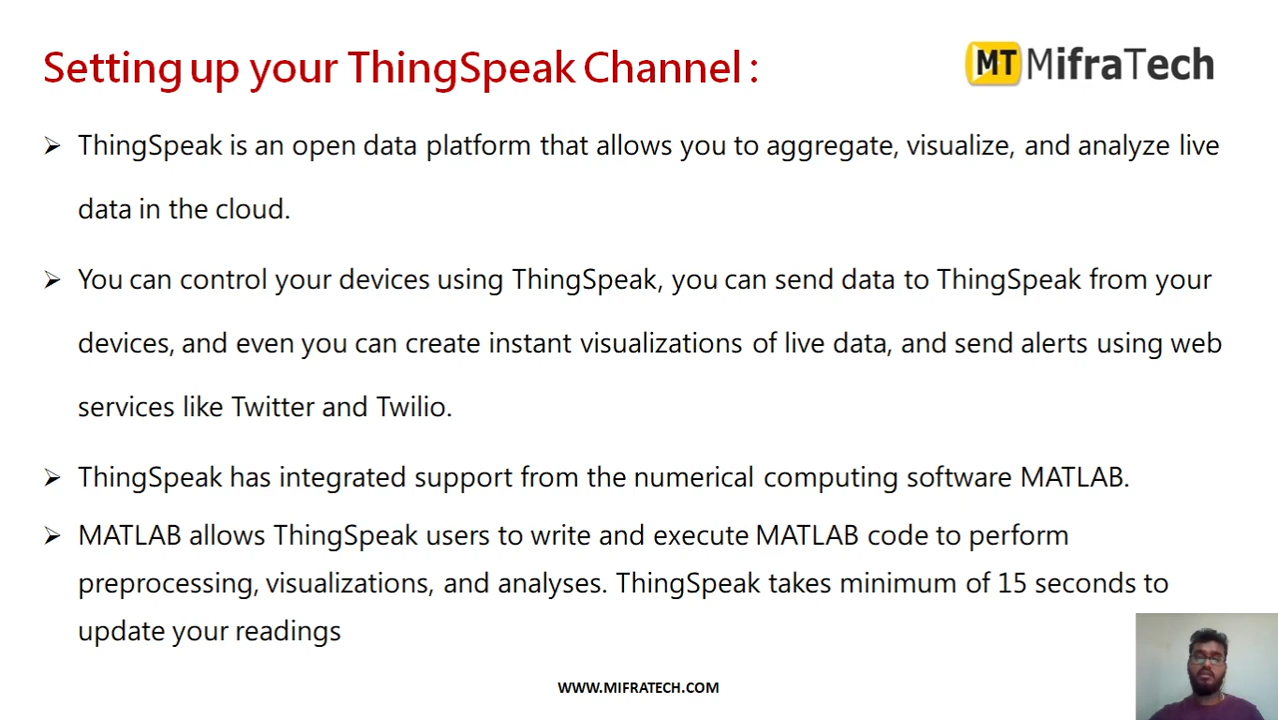 Setting up your ThingSpeak Channel :
MT MifraTech
➢ ThingSpeak is an open data platform that allows you to aggregate, visualize, and analyze live
data in the cloud.
➢ You can control your devices using ThingSpeak, you can send data to ThingSpeak from your
devices, and even you can create instant visualizations of live data, and send alerts using web
services like Twitter and Twilio.
➢ ThingSpeak has integrated support from the numerical computing software MATLAB.
➢ MATLAB allows ThingSpeak users to write and execute MATLAB code to perform
preprocessing, visualizations, and analyses. ThingSpeak takes minimum of 15 seconds to
update your readings
WWW.MIFRATECH.COM